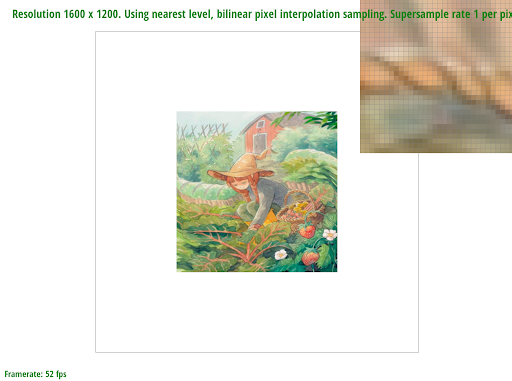 Resolution 1600 x 1200. Using nearest level, bilinear pixel interpolation sampling. Supersample rate 1 per pix
Framerate: 52 fps